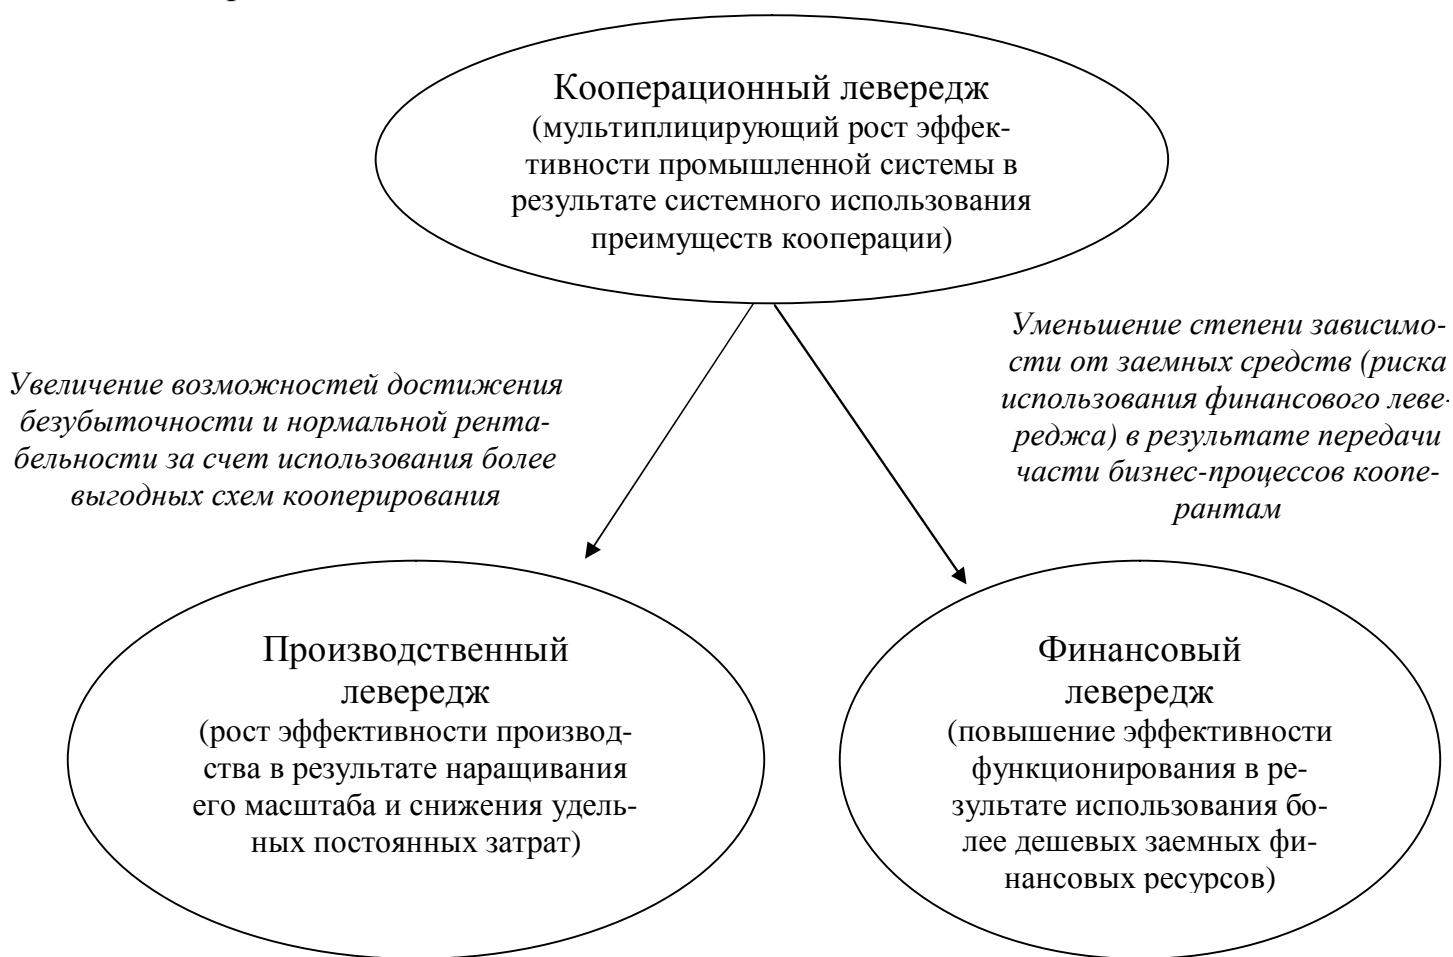 Кооперационный левередж
(мультиплицирующий рост эффек-
тивности промышленной системы в
результате системного использования
преимуществ кооперации)
Увеличение возможностей достижения
безубыточности и нормальной рента-
бельности за счет использования более
выгодных схем кооперирования
Уменьшение степени зависимо-
сти от заемных средств (риска
использования финансового леве-
реджа) в результате передачи
части бизнес-процессов коопе-
рантам
Производственный
левередж
(рост эффективности производ-
ства в результате наращивания
его масштаба и снижения удель-
ных постоянных затрат)
Финансовый
левередж
(повышение эффективности
функционирования в ре-
зультате использования бо-
лее дешевых заемных фи-
нансовых ресурсов)